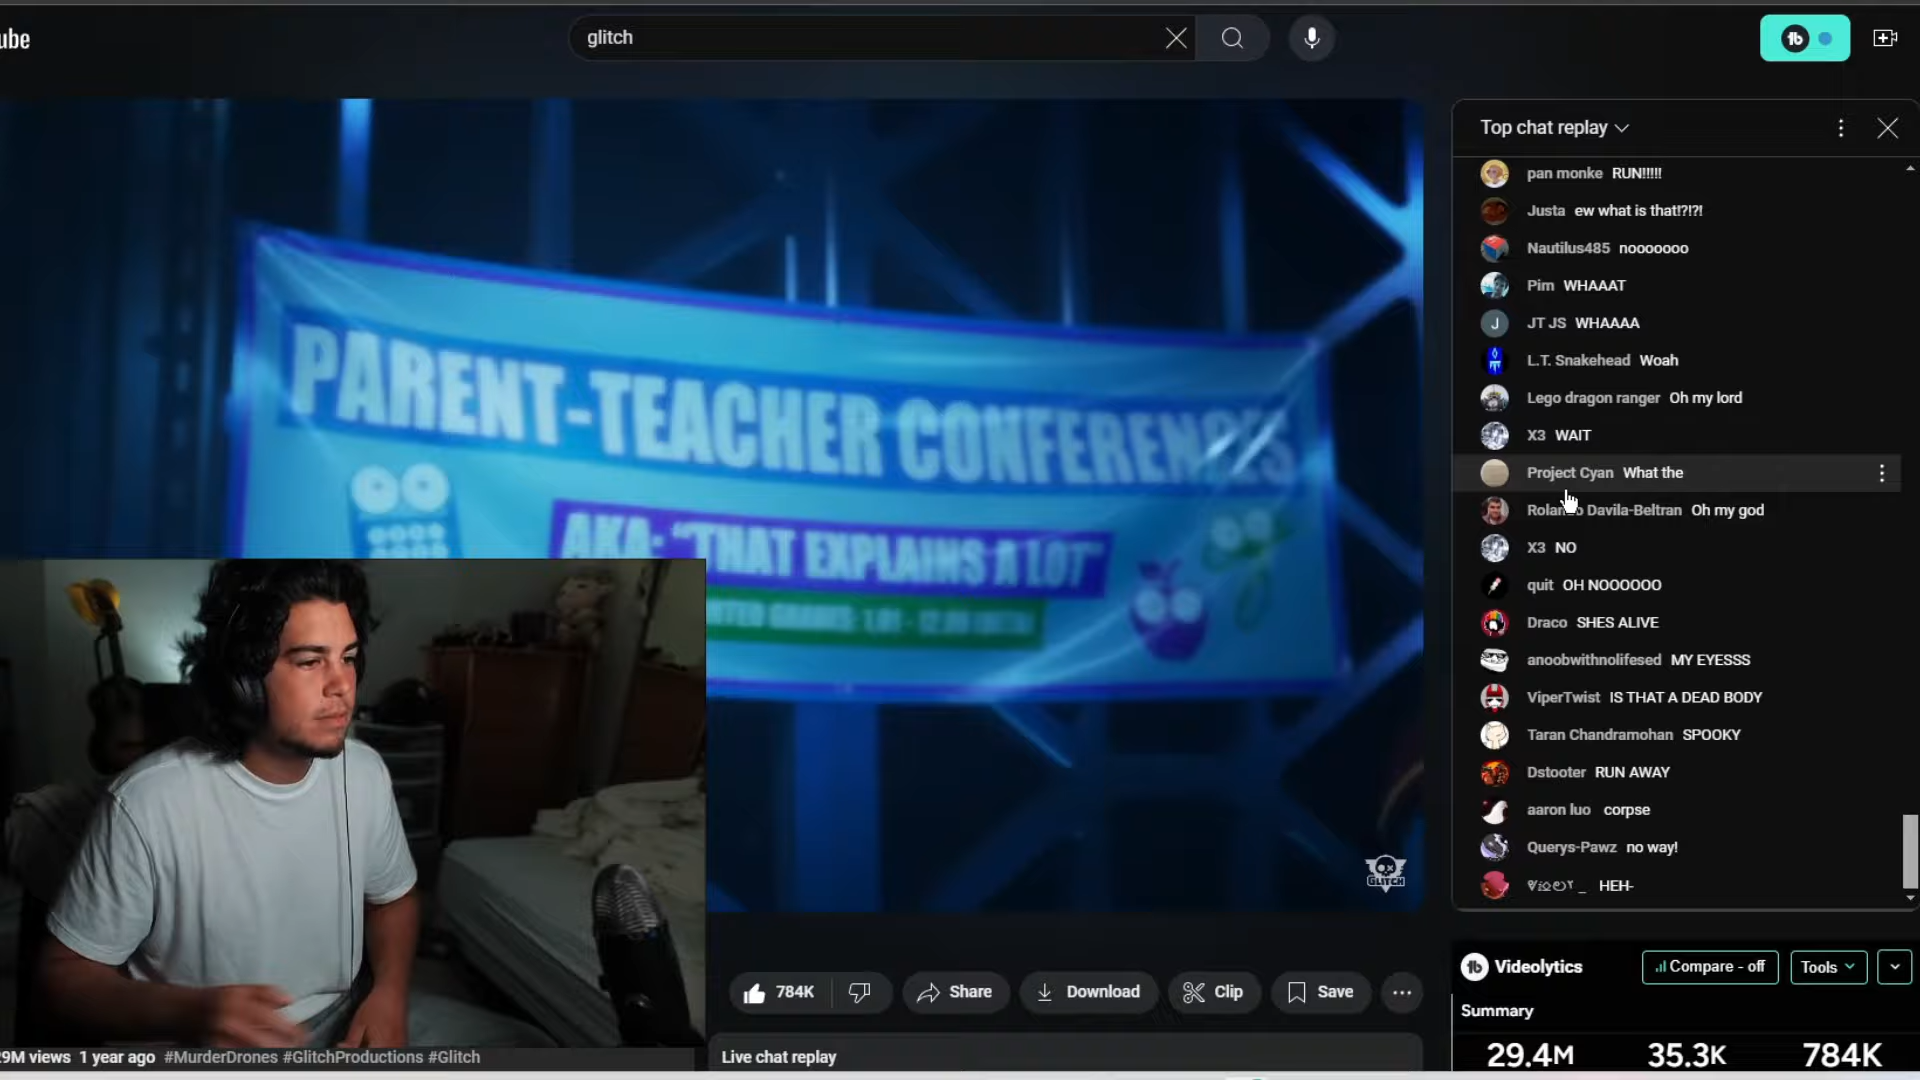 ube
glitch
Top chat replay
pan monke RUN!!!!!
Justa ew what is that!?!?!
Nautilus485 nooooooo
Pim WHAAAT
J JT JS WHAAAA
L.T. Snakehead Woah
Lego dragon ranger Oh my lord
X3 WAIT
Project Cyan What the
Davila-Beltran Oh my god
X3 NO
quit OH NOOOOOO
Draco SHES ALIVE
anoobwithnolifesed MY EYESSS
ViperTwist IS THAT A DEAD BODY
Taran Chandramohan SPOOKY
Dstooter RUN AWAY
aaron luo corpse
Querys-Pawz no way!
HEH-
PARENT-TEACHER CONFERENCES
AKA: "THAT EXPLAINS A LOT"
GLITCH
784K
Share
Download
Clip
Save
29M views 1 year ago #MurderDrones #GlitchProductions #Glitch
Live chat replay
Videolytics
Compare - off
Tools
Summary
29.4M 35.3K 784K